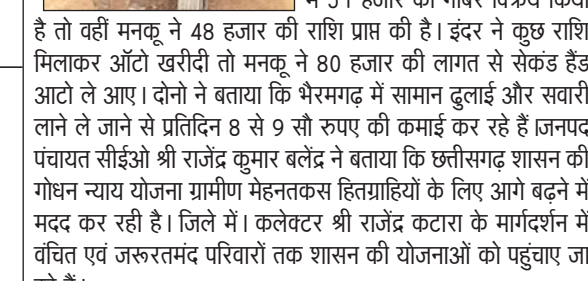 में 51 हजार का गोबर विक्रय किया
है तो वहीं मनकू ने 48 हजार की राशि प्राप्त की है। इंदर ने कुछ राशि
मिलाकर ऑटो खरीदी तो मनकू ने 80 हजार की लागत से सेकंड हैंड
आटो ले आए। दोनो ने बताया कि भैरमगढ़ में सामान ढुलाई और सवारी
लाने ले जाने से प्रतिदिन 8 से 9 सौ रुपए की कमाई कर रहे हैं।जनपद
पंचायत सीईओ श्री राजेंद्र कुमार बलेंद्र ने बताया कि छत्तीसगढ़ शासन की
गोधन न्याय योजना ग्रामीण मेहनतकस हितग्राहियों के लिए आगे बढ़ने में
मदद कर रही है। जिले में। कलेक्टर श्री राजेंद्र कटारा के मार्गदर्शन में
वंचित एवं जरूरतमंद परिवारों तक शासन की योजनाओं को पहुंचाए जा